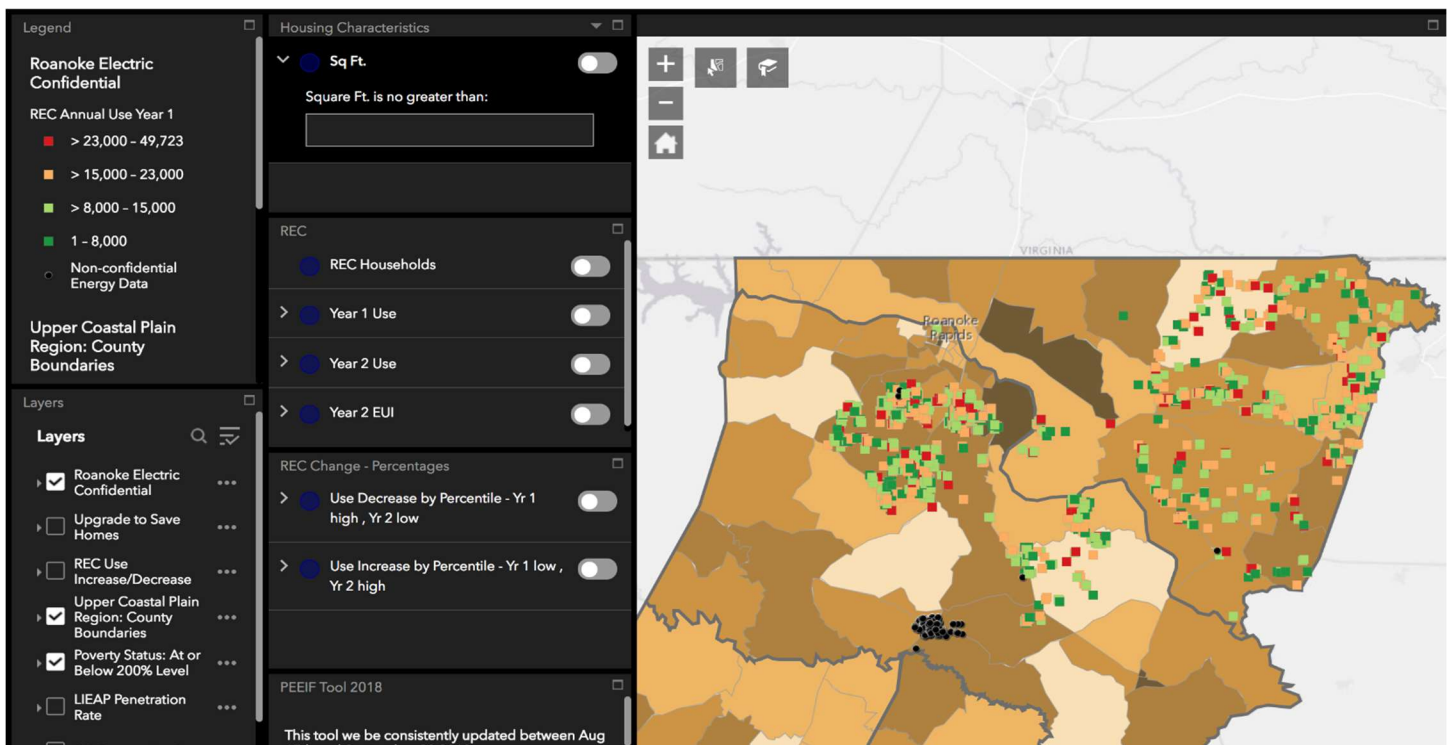 Legend
Roanoke Electric
Confidential
REC Annual Use Year 1
> 23,000 – 49,723
> 15,000 – 23,000
> 8,000 – 15,000
1 – 8,000
Non-confidential
Energy Data
Upper Coastal Plain
Region: County
Boundaries
Layers
Layers
Roanoke Electric
Confidential
Upgrade to Save
Homes
REC Use
Increase/Decrease
Upper Coastal Plain
Region: County
Boundaries
Poverty Status: At or
Below 200% Level
LIEAP Penetration
Rate
Housing Characteristics
Sq Ft.
Square Ft. is no greater than:
REC
REC Households
Year 1 Use
Year 2 Use
Year 2 EUI
REC Change - Percentages
Use Decrease by Percentile - Yr 1
high , Yr 2 low
Use Increase by Percentile - Yr 1 low ,
Yr 2 high
PEEIF Tool 2018
This tool we be consistently updated between Aug
VIRGINIA
Roanoke
Rapids